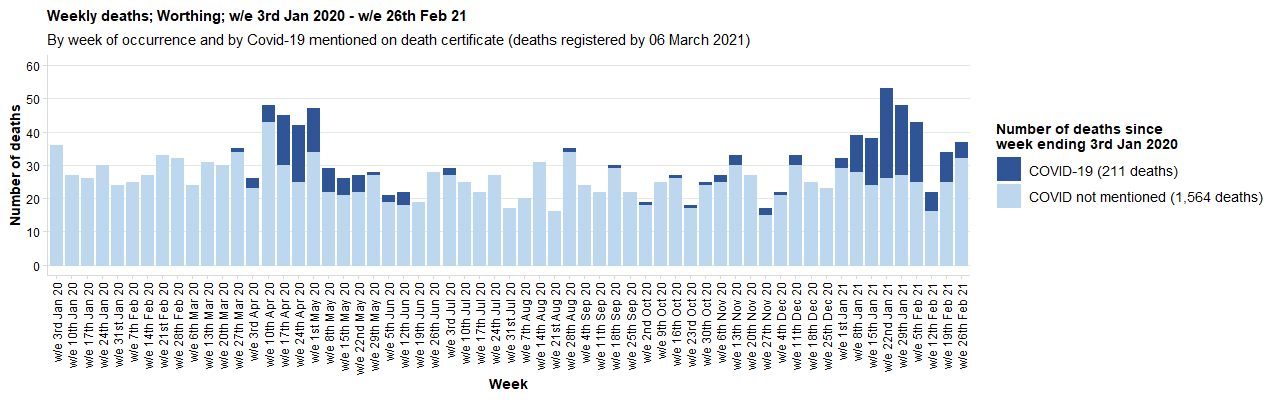 Weekly deaths; Worthing; w/e 3rd Jan 2020 - w/e 26th Feb 21
By week of occurrence and by Covid-19 mentioned on death certificate (deaths registered by 06 March 2021)
Number of deaths
60
50
40
30
20
10
0
w/e 3rd Jan 20
w/e 10th Jan 20
w/e 17th Jan 20
w/e 24th Jan 20
w/e 31st Jan 20
w/e 7th Feb 20
w/e 14th Feb 20
w/e 21st Feb 20
w/e 28th Feb 20
w/e 6th Mar 20
w/e 13th Mar 20
w/e 20th Mar 20
w/e 27th Mar 20
w/e 3rd Apr 20
w/e 10th Apr 20
w/e 17th Apr 20
w/e 24th Apr 20
w/e 1st May 20
w/e 8th May 20
w/e 15th May 20
w/e 22nd May 20
w/e 29th May 20
w/e 5th Jun 20
w/e 12th Jun 20
w/e 19th Jun 20
w/e 26th Jun 20
w/e 3rd Jul 20
w/e 10th Jul 20
w/e 17th Jul 20
w/e 24th Jul 20
w/e 31st Jul 20
w/e 7th Aug 20
w/e 14th Aug 20
w/e 21st Aug 20
w/e 28th Aug 20
w/e 4th Sep 20
w/e 11th Sep 20
w/e 18th Sep 20
w/e 25th Sep 20
w/e 2nd Oct 20
w/e 9th Oct 20
w/e 16th Oct 20
w/e 23rd Oct 20
w/e 30th Oct 20
w/e 6th Nov 20
w/e 13th Nov 20
w/e 20th Nov 20
w/e 27th Nov 20
w/e 4th Dec 20
w/e 11th Dec 20
w/e 18th Dec 20
w/e 25th Dec 20
w/e 1st Jan 21
w/e 8th Jan 21
w/e 15th Jan 21
w/e 22nd Jan 21
w/e 29th Jan 21
w/e 5th Feb 21
w/e 12th Feb 21
w/e 19th Feb 21
w/e 26th Feb 21
Week
Number of deaths since
week ending 3rd Jan 2020
COVID-19 (211 deaths)
COVID not mentioned (1,564 deaths)